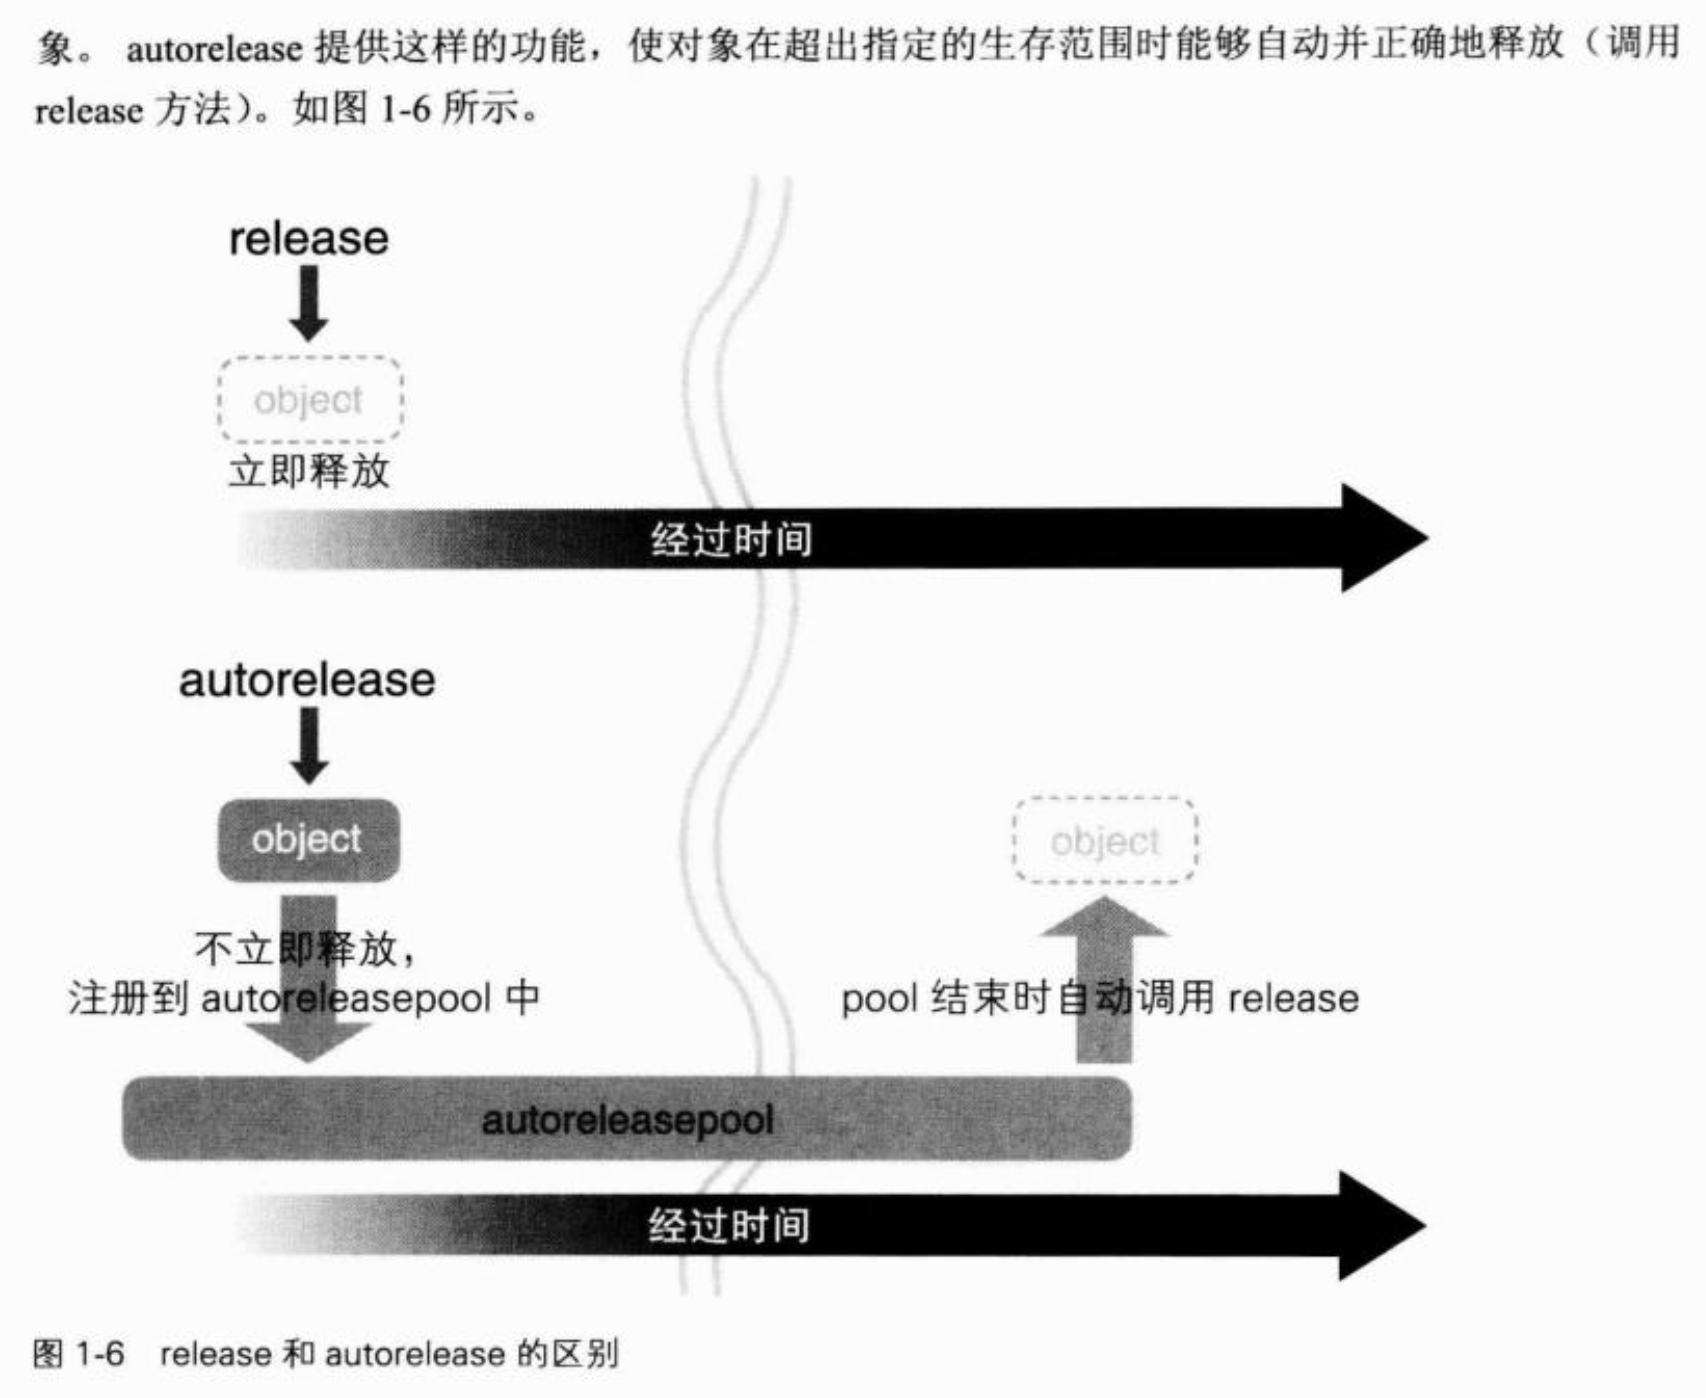 象。 autorelease 提供这样的功能，使对象在超出指定的生存范围时能够自动并正确地释放（调用
release 方法）。如图 1-6 所示。
release
object
立即释放
经过时间
autorelease
object
object
不立即释放，
注册到 autoreleasepool 中
pool 结束时自动调用 release
autoreleasepool
经过时间
图 1-6 release 和 autorelease 的区别